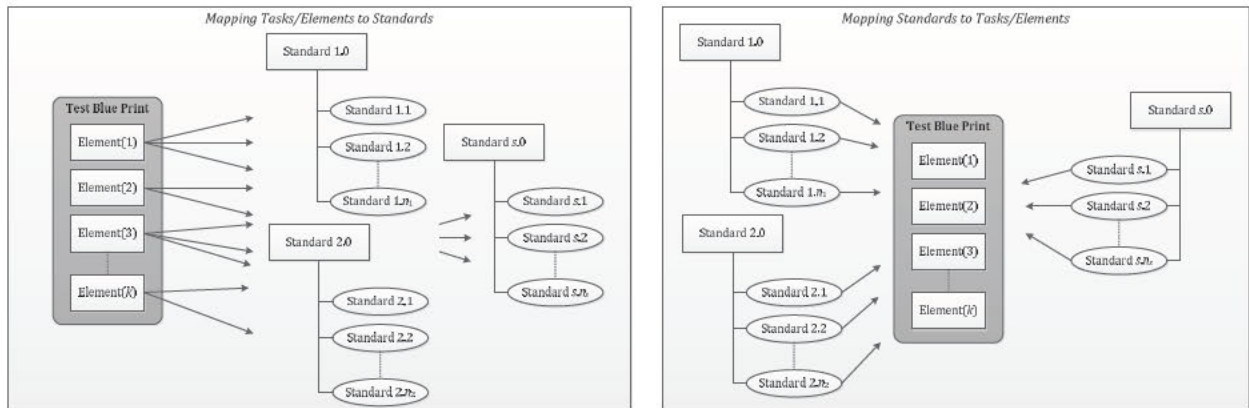 Mapping Tasks/Elements to Standards
Standard 1.0
Test Blue Print
Element(1)
Element(2)
Element(3)
Element(k)
Standard 1.1
Standard 1.2
Standard 1.n₁
Standard 2.0
Standard 2.1
Standard 2.2
Standard 2.n₂
Standard s.0
Standard s.1
Standard s.2
Standard s.nₛ
Mapping Standards to Tasks/Elements
Standard 1.0
Standard 1.1
Standard 1.2
Standard 1.n₁
Standard 2.0
Standard 2.1
Standard 2.2
Standard 2.n₂
Test Blue Print
Element(1)
Element(2)
Element(3)
Element(k)
Standard s.0
Standard s.1
Standard s.2
Standard s.nₛ